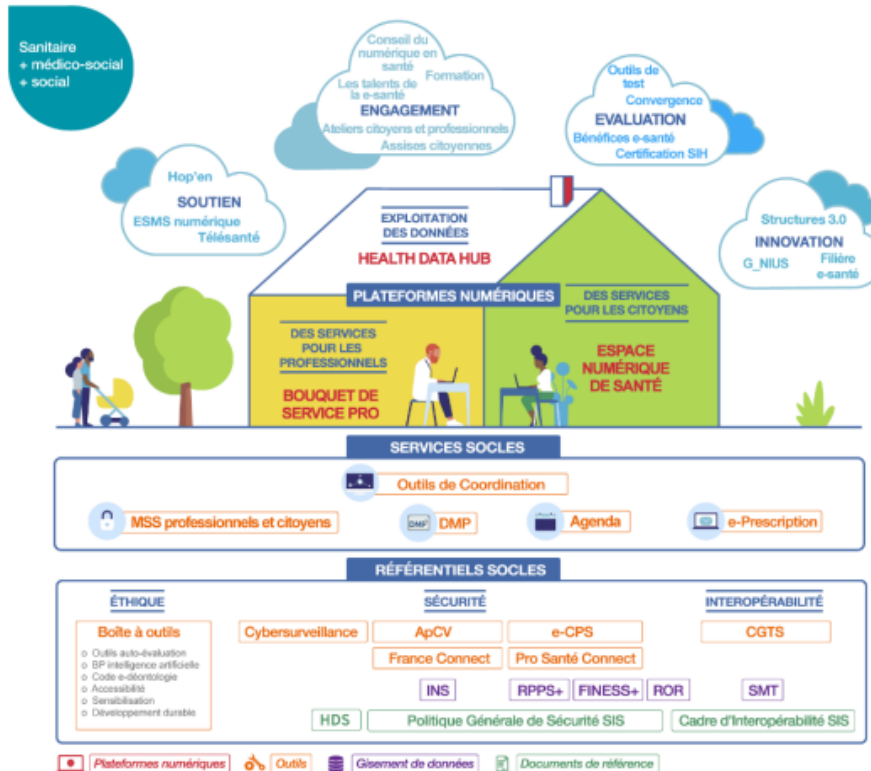 Sanitaire
+ médico-social
+ social
Conseil du
numérique en
santé
Formation
Les talents de
la e-santé
ENGAGEMENT
Ateliers citoyens et professionnels
Assises citoyennes
Outils de
test
Convergence
EVALUATION
Bénéfices e-santé
Certification SIH
Hop'en
SOUTIEN
ESMS numérique
Télésanté
Structures 3.0
INNOVATION
G_NIUS
Filière
e-santé
EXPLOITATION
DES DONNÉES
HEALTH DATA HUB
PLATEFORMES NUMÉRIQUES
DES SERVICES
POUR LES CITOYENS
ESPACE
NUMÉRIQUE
DE SANTÉ
DES SERVICES
POUR LES
PROFESSIONNELS
BOUQUET DE
SERVICE PRO
SERVICES SOCLES
Outils de Coordination
MSS professionnels et citoyens
DMP DMP
Agenda
e-Prescription
RÉFÉRENTIELS SOCLES
ÉTHIQUE
Boîte à outils
o Outils auto-évaluation
o BP intelligence artificielle
o Code e-déontologie
o Accessibilité
o Sensibilisation
o Développement durable
SÉCURITÉ
Cybersurveillance ApCV e-CPS
France Connect Pro Santé Connect
INS RPPS+ FINESS+ ROR
HDS Politique Générale de Sécurité SIS
INTEROPÉRABILITÉ
CGTS
SMT
Cadre d'Interopérabilité SIS
Plateformes numériques Outils Gisement de données Documents de référence